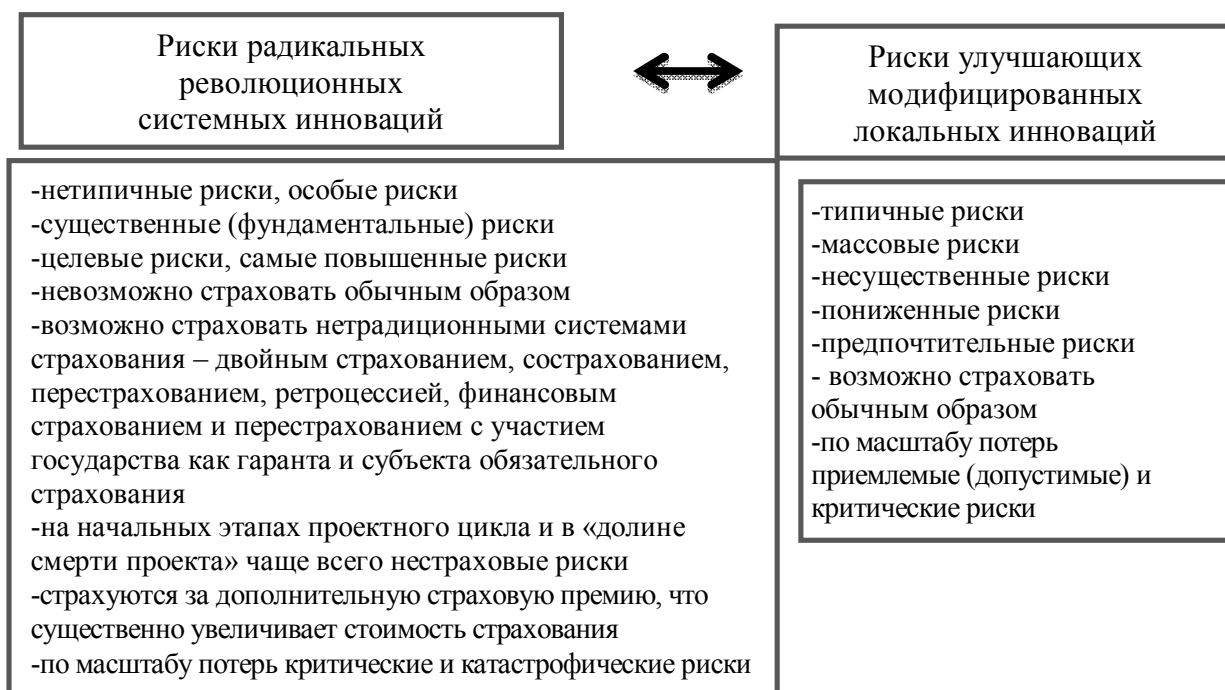 Риски радикальных
революционных
системных инноваций
Риски улучшающих
модифицированных
локальных инноваций
-нетипичные риски, особые риски
-существенные (фундаментальные) риски
-целевые риски, самые повышенные риски
-невозможно страховать обычным образом
-возможно страховать нетрадиционными системами
страхования – двойным страхованием, сострахованием,
перестрахованием, ретроцессией, финансовым
страхованием и перестрахованием с участием
государства как гаранта и субъекта обязательного
страхования
-на начальных этапах проектного цикла и в «долине
смерти проекта» чаще всего нестраховые риски
-страхуются за дополнительную страховую премию, что
существенно увеличивает стоимость страхования
-по масштабу потерь критические и катастрофические риски
-типичные риски
-массовые риски
-несущественные риски
-пониженные риски
-предпочтительные риски
- возможно страховать
обычным образом
-по масштабу потерь
приемлемые (допустимые) и
критические риски